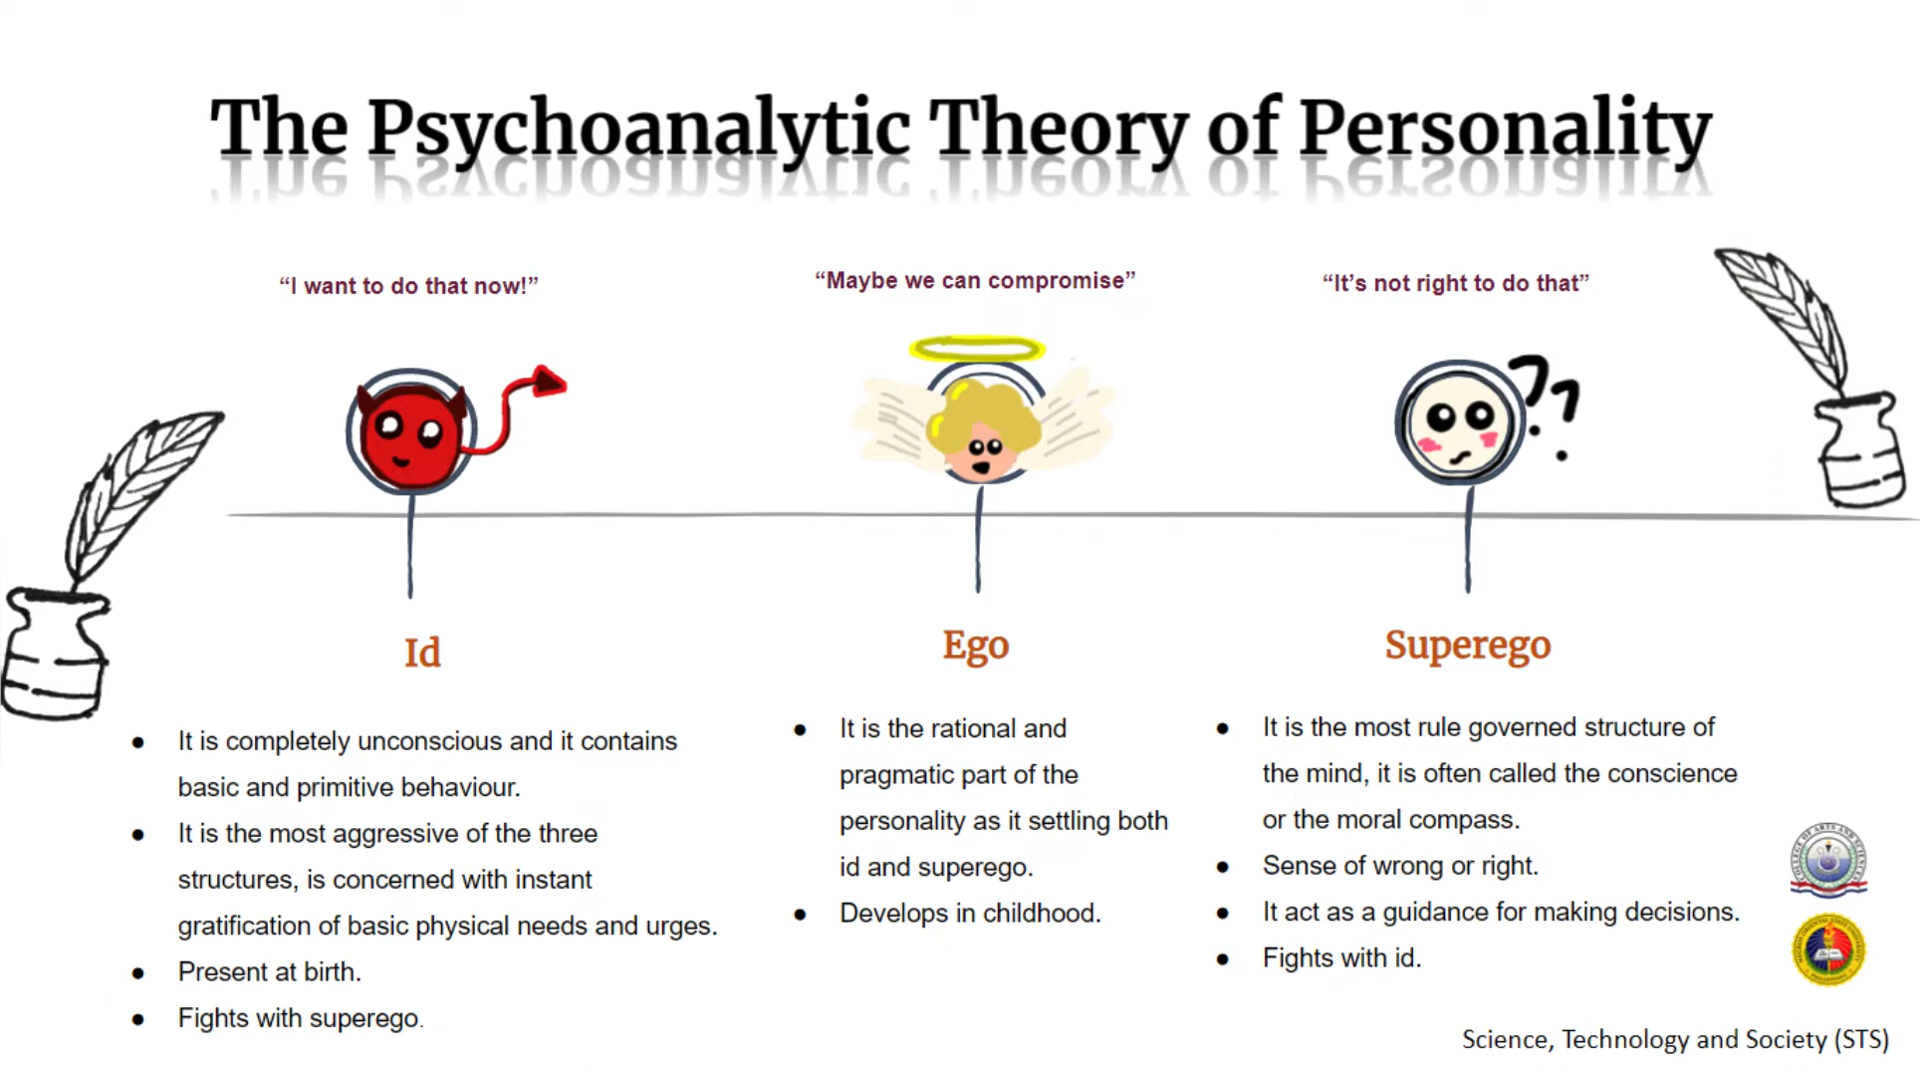 The Psychoanalytic Theory of Personality
“I want to do that now!”
“Maybe we can compromise”
“It’s not right to do that”
??
Id
● It is completely unconscious and it contains
basic and primitive behaviour.
● It is the most aggressive of the three
structures, is concerned with instant
gratification of basic physical needs and urges.
● Present at birth.
● Fights with superego.
Ego
● It is the rational and
pragmatic part of the
personality as it settling both
id and superego.
● Develops in childhood.
Superego
● It is the most rule governed structure of
the mind, it is often called the conscience
or the moral compass.
● Sense of wrong or right.
● It act as a guidance for making decisions.
● Fights with id.
COLLEGE OF ARTS AND SCIENCES
Science, Technology and Society (STS)